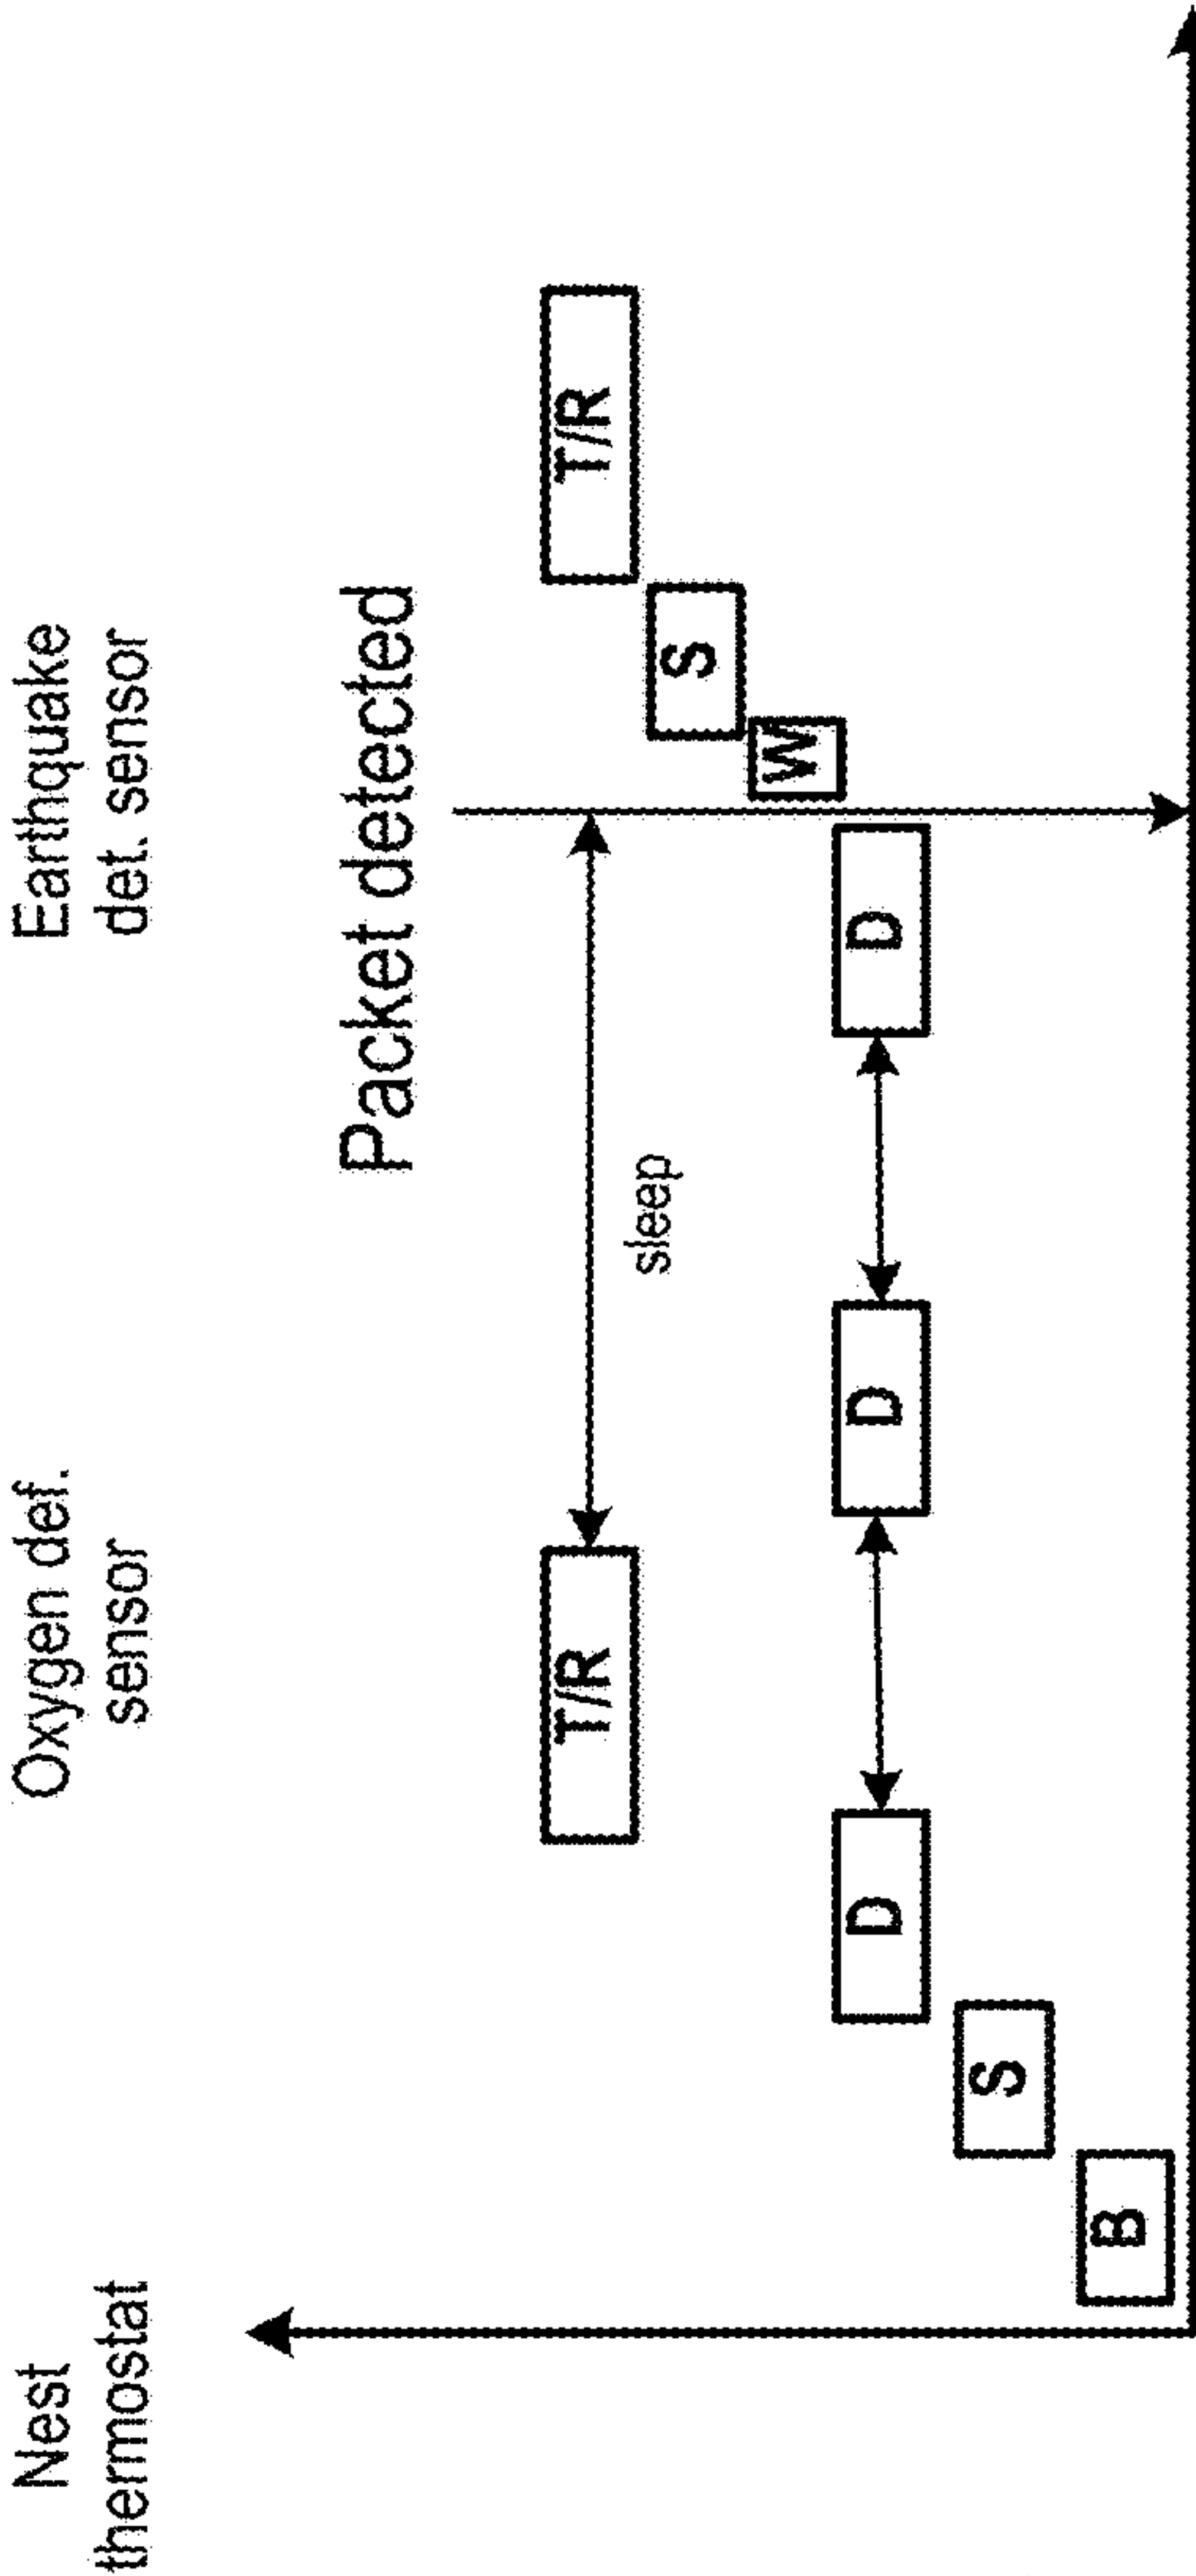 Nest
thermostat
Oxygen def.
sensor
Earthquake
det. sensor
Packet detected
T/R
T/R
sleep
S
W
D
D
D
S
B